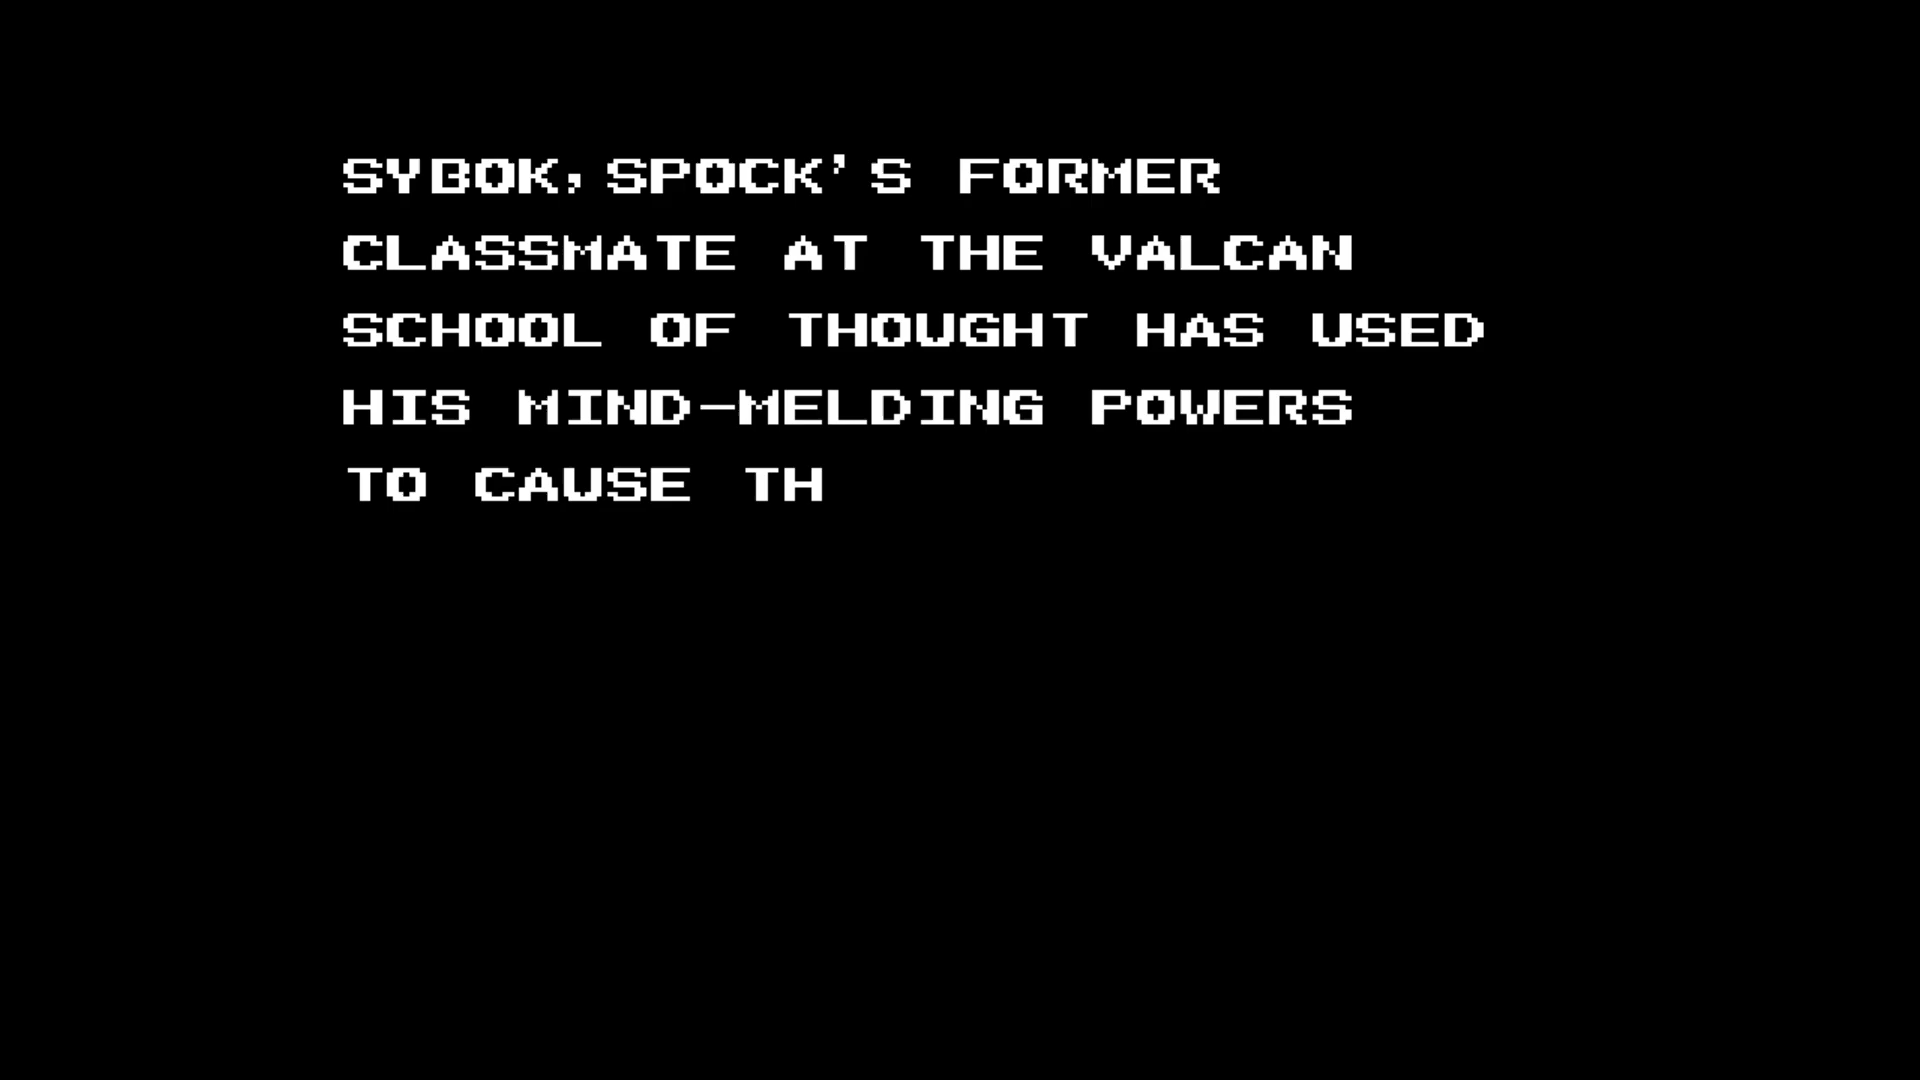 SYBOK,SPOCK'S FORMER
CLASSMATE AT THE VALCAN
SCHOOL OF THOUGHT HAS USED
HIS MIND-MELDING POWERS
TO CAUSE TH